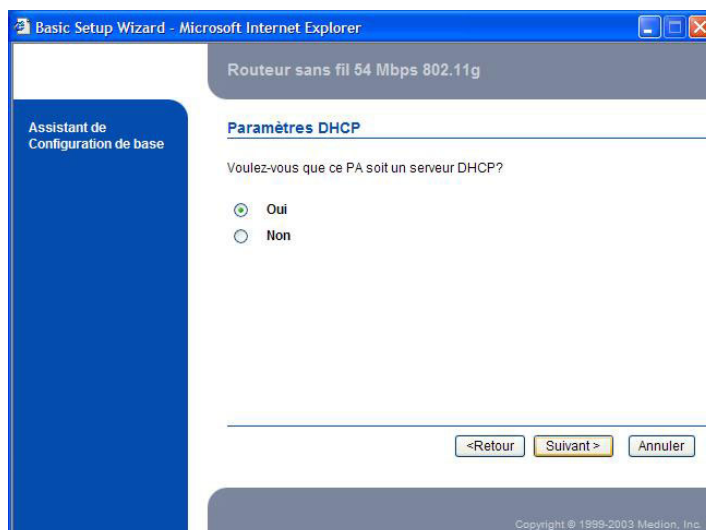 Basic Setup Wizard - Microsoft Internet Explorer
Routeur sans fil 54 Mbps 802.11g
Assistant de
Configuration de base
Paramètres DHCP
Voulez-vous que ce PA soit un serveur DHCP?
Oui
Non
<Retour
Suivant >
Annuler
Copyright © 1999-2003 Medion, Inc.